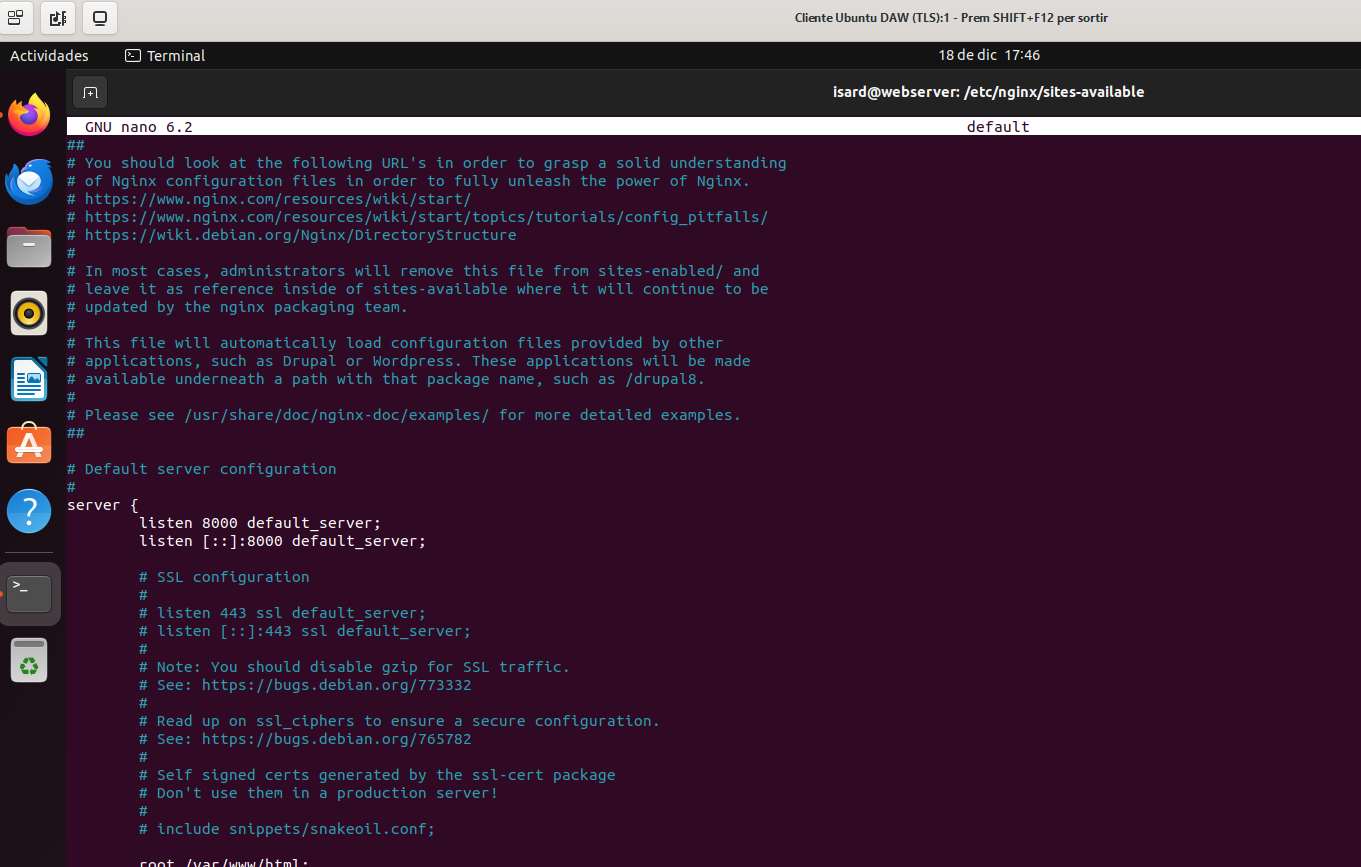 Cliente Ubuntu DAW (TLS):1 - Prem SHIFT+F12 per sortir
Actividades
Terminal
18 de dic 17:46
isard@webserver: /etc/nginx/sites-available
GNU nano 6.2
default
##
# You should look at the following URL's in order to grasp a solid understanding
# of Nginx configuration files in order to fully unleash the power of Nginx.
# https://www.nginx.com/resources/wiki/start/
# https://www.nginx.com/resources/wiki/start/topics/tutorials/config_pitfalls/
# https://wiki.debian.org/Nginx/DirectoryStructure
#
# In most cases, administrators will remove this file from sites-enabled/ and
# leave it as reference inside of sites-available where it will continue to be
# updated by the nginx packaging team.
#
# This file will automatically load configuration files provided by other
# applications, such as Drupal or Wordpress. These applications will be made
# available underneath a path with that package name, such as /drupal8.
#
# Please see /usr/share/doc/nginx-doc/examples/ for more detailed examples.
##
# Default server configuration
#
server {
listen 8000 default_server;
listen [::]:8000 default_server;
# SSL configuration
#
# listen 443 ssl default_server;
# listen [::]:443 ssl default_server;
#
# Note: You should disable gzip for SSL traffic.
# See: https://bugs.debian.org/773332
#
# Read up on ssl_ciphers to ensure a secure configuration.
# See: https://bugs.debian.org/765782
#
# Self signed certs generated by the ssl-cert package
# Don't use them in a production server!
#
# include snippets/snakeoil.conf;
root /var/www/html;